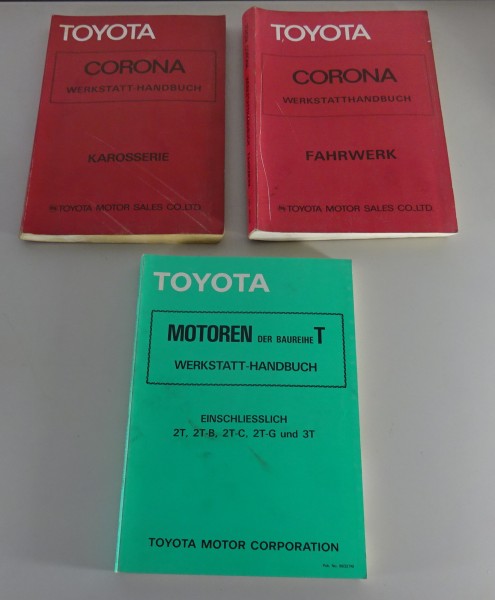 TOYOTA
CORONA
WERKSTATT-HANDBUCH
KAROSSERIE
TOYOTA MOTOR SALES CO.,LTD.
TOYOTA
CORONA
WERKSTATTHANDBUCH
FAHRWERK
TOYOTA MOTOR SALES CO.,LTD.
TOYOTA
MOTOREN DER BAUREIHE T
WERKSTATT-HANDBUCH
EINSCHLIESSLICH
2T, 2T-B, 2T-C, 2T-G und 3T
TOYOTA MOTOR CORPORATION